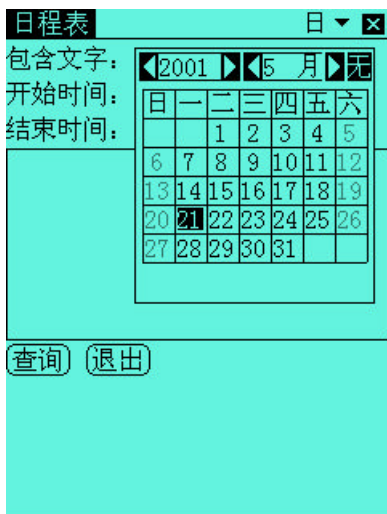 日程表 日
包含文字：
开始时间：
结束时间：
2001 5 月 无
日 一 二 三 四 五 六
1 2 3 4 5
6 7 8 9 10 11 12
13 14 15 16 17 18 19
20 21 22 23 24 25 26
27 28 29 30 31
查询 退出